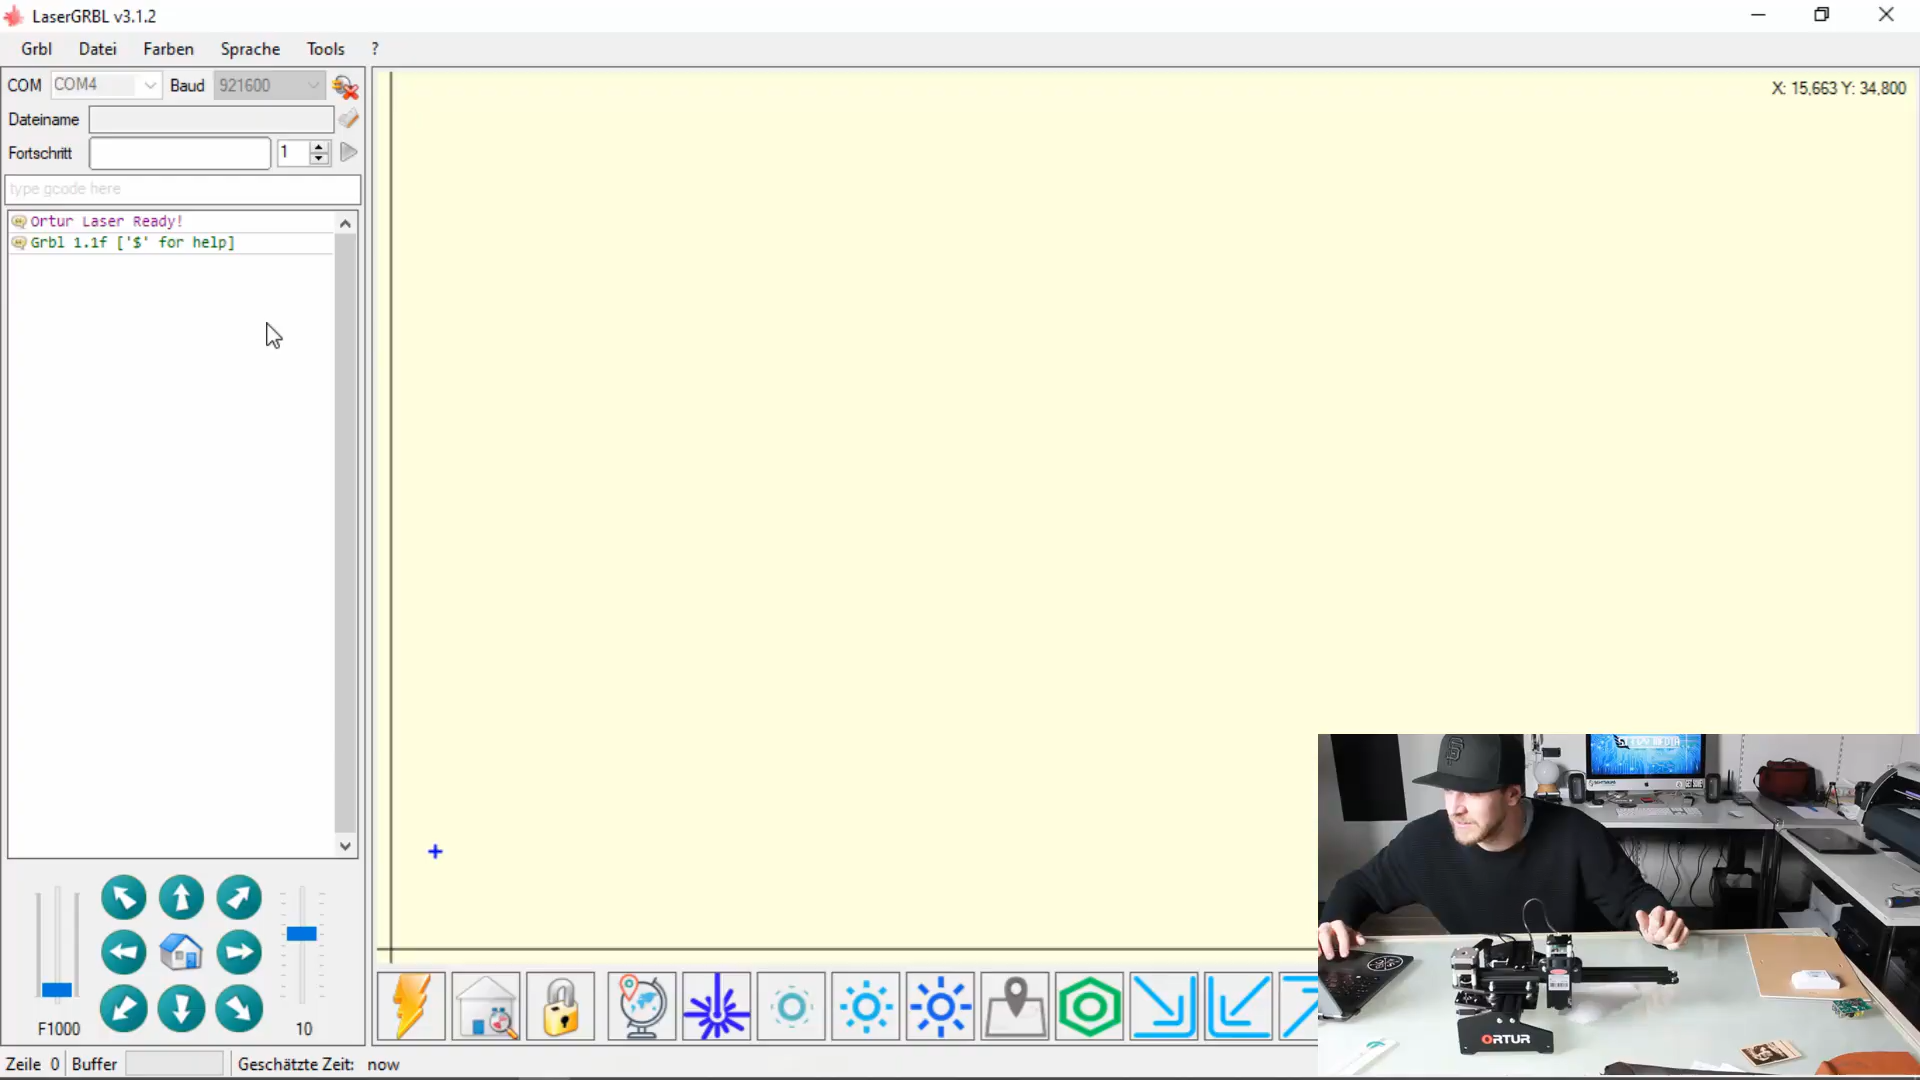 LaserGRBL v3.1.2
Grbl Datei Farben Sprache Tools ?
COM COM4 Baud 921600
X: 15,663 Y: 34,800
Dateiname
Fortschritt 1
type gcode here
Ortur Laser Ready!
Grbl 1.1f ['$' for help]
F1000 10
ORTUR
Zeile 0 Buffer Geschätzte Zeit: now